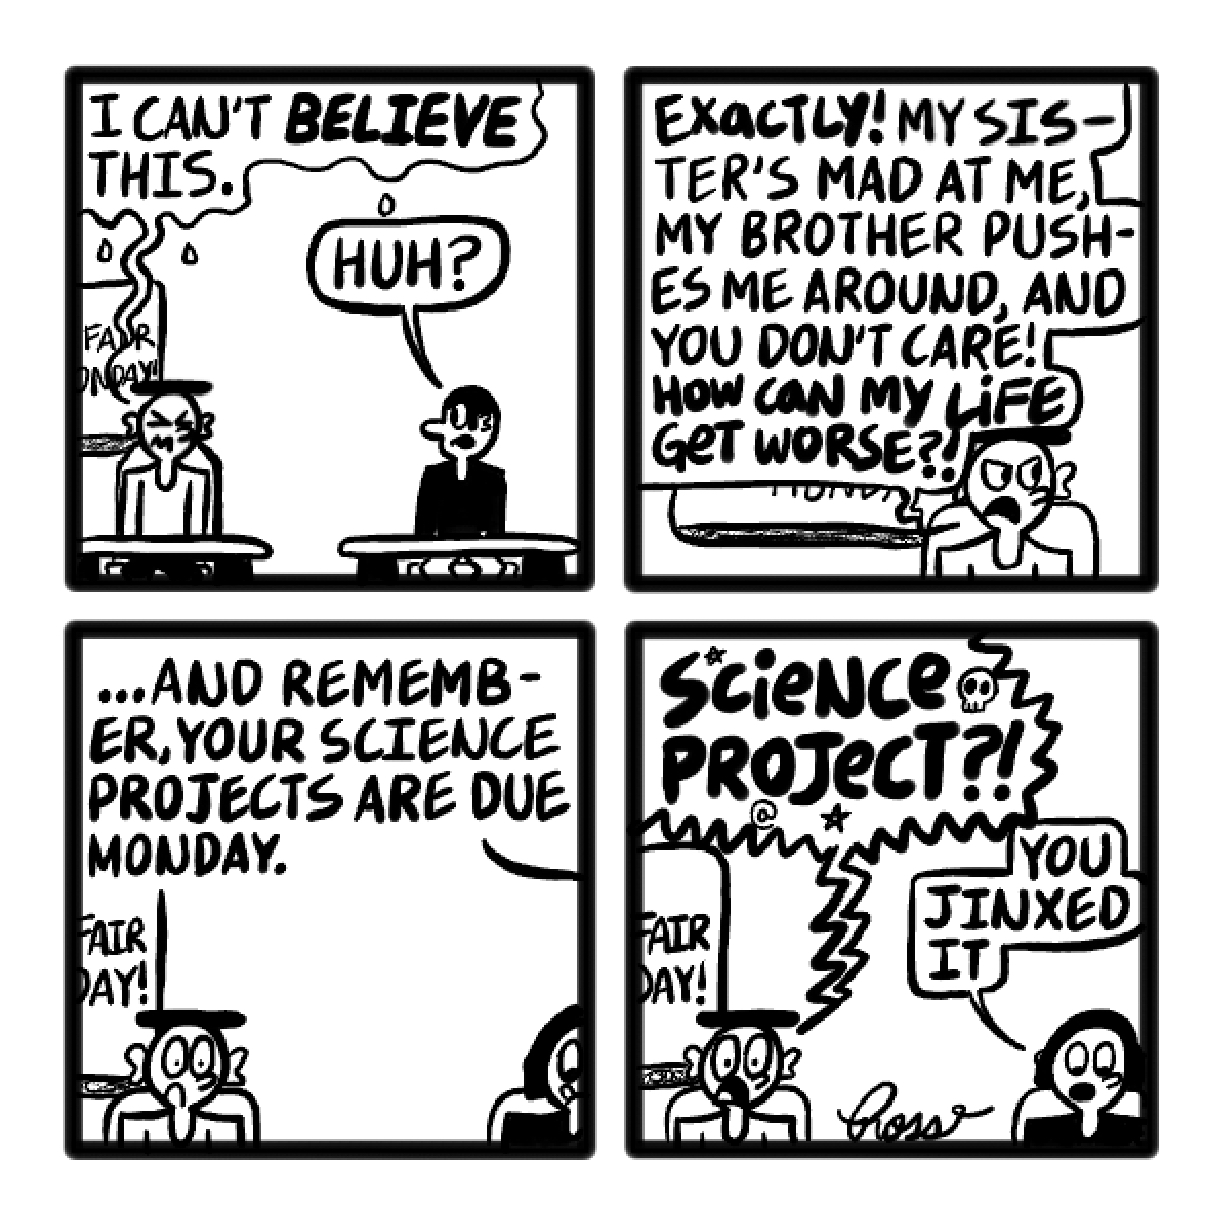 I CAN'T BELIEVE
THIS.
HUH?
FAIR
ONDAY!
EXaCTLY! MY SIS-
TER'S MAD AT ME,
MY BROTHER PUSH-
ES ME AROUND, AND
YOU DON'T CARE!
HOW CaN MY LiFE
GeT WORSE?!
MONDA
...AND REMEMB-
ER, YOUR SCIENCE
PROJECTS ARE DUE
MONDAY.
FAIR
DAY!
SCieNCe
PROJeCT?!
@
YOU
JINXED
IT
FAIR
DAY!
Ross